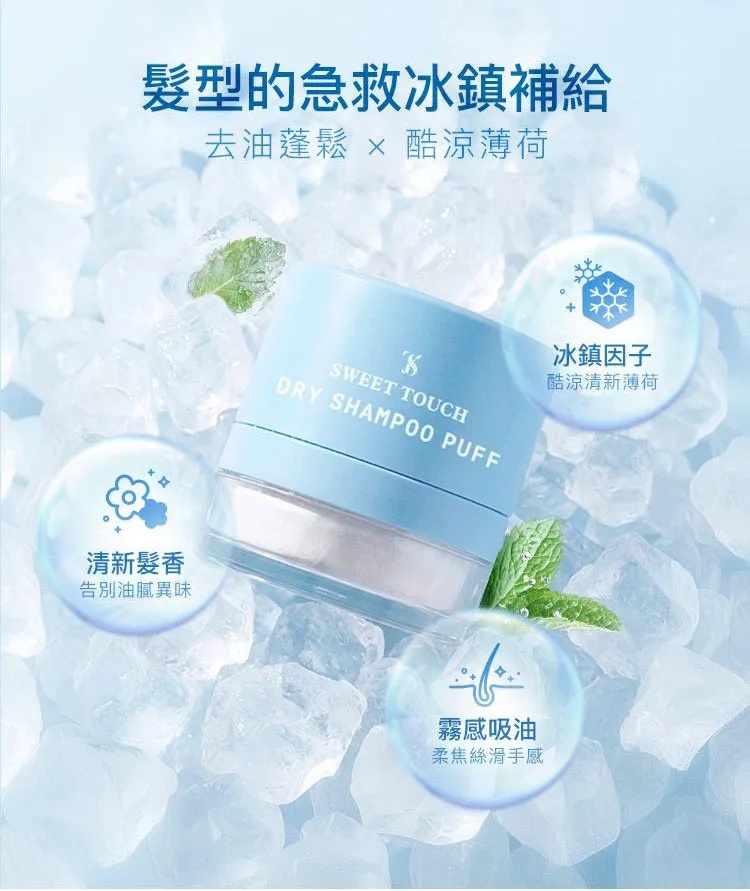 髮型的急救冰鎮補給
去油蓬鬆 × 酷涼薄荷
冰鎮因子
酷涼清新薄荷
SWEET TOUCH
DRY SHAMPOO PUFF
清新髮香
告別油膩異味
霧感吸油
柔焦絲滑手感